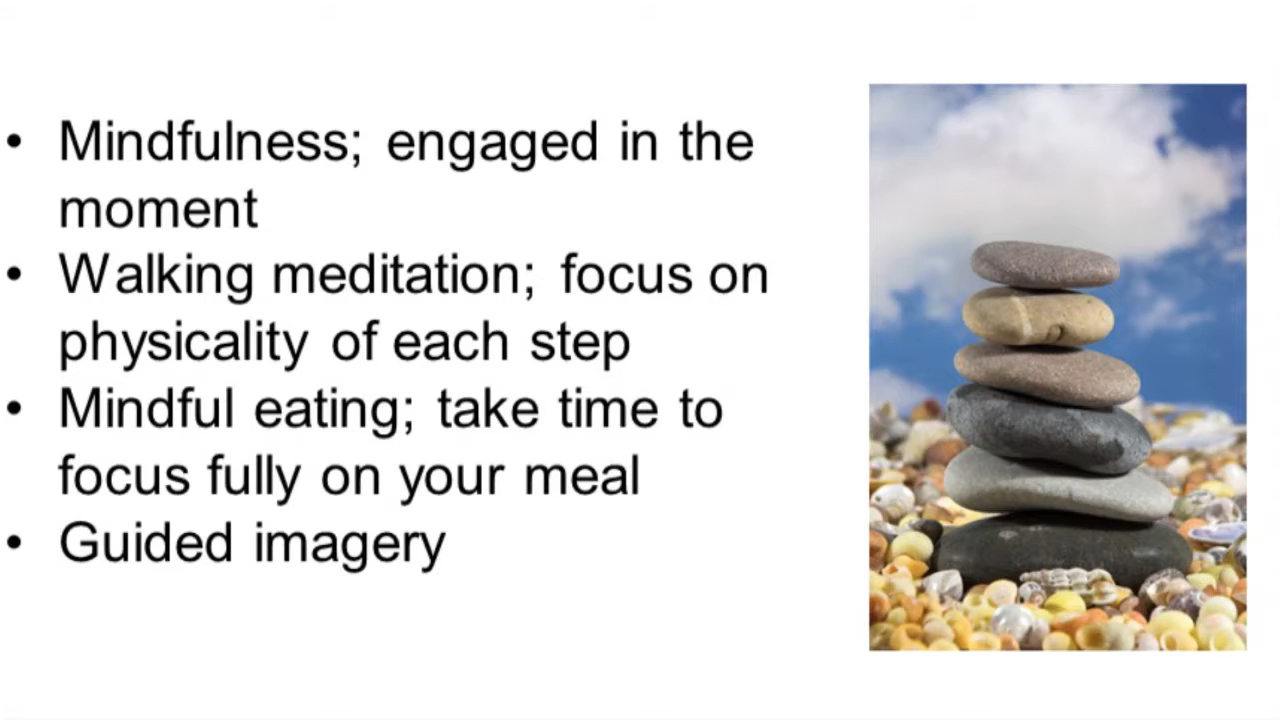 • Mindfulness; engaged in the
moment
• Walking meditation; focus on
physicality of each step
• Mindful eating; take time to
focus fully on your meal
• Guided imagery